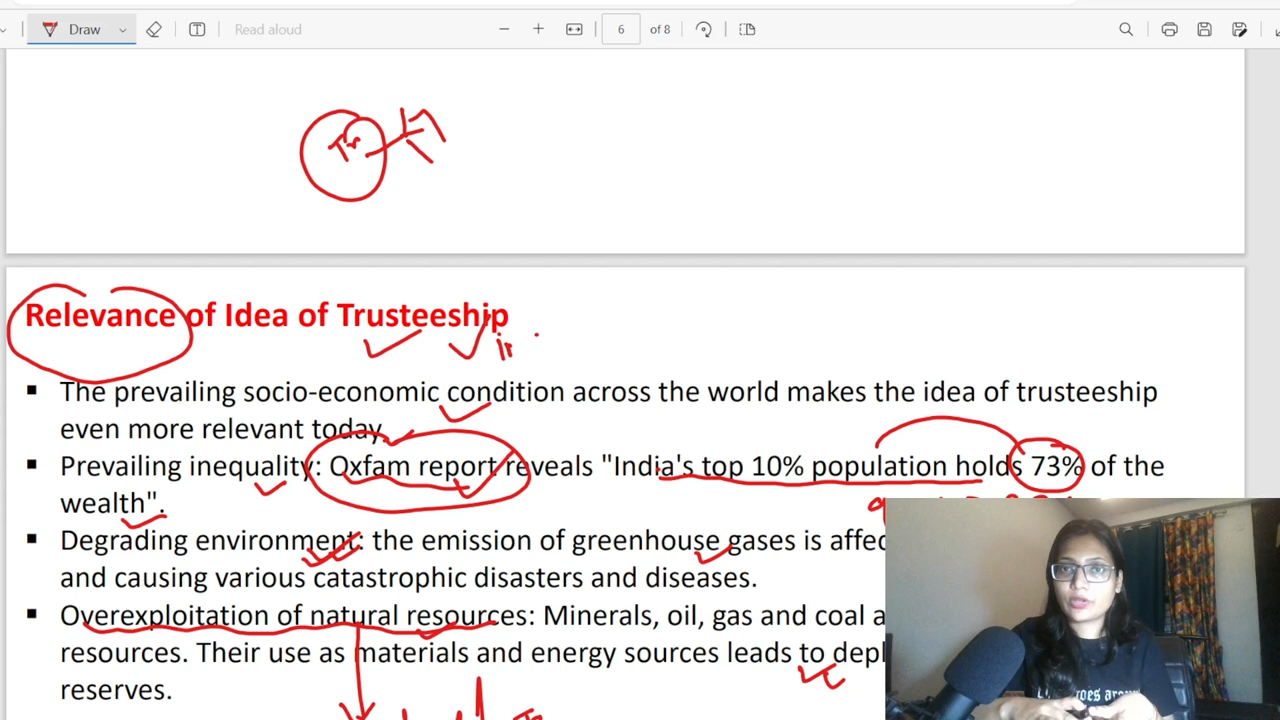 Draw
Read aloud
6
of 8
Tr
Relevance of Idea of Trusteeship
in
▪ The prevailing socio-economic condition across the world makes the idea of trusteeship
even more relevant today.
▪ Prevailing inequality: Oxfam report reveals "India's top 10% population holds 73% of the
wealth".
▪ Degrading environment: the emission of greenhouse gases is
and causing various catastrophic disasters and diseases.
▪ Overexploitation of natural resources: Minerals, oil, gas and coal
resources. Their use as materials and energy sources leads to
reserves.